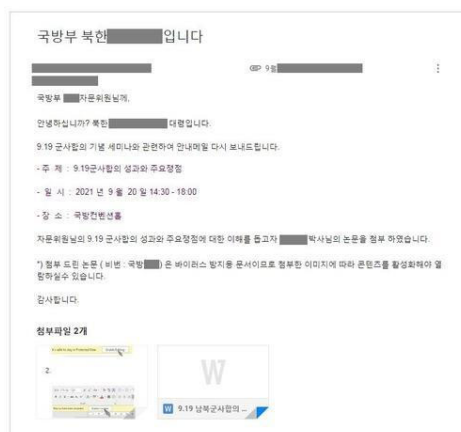 국방부 북한 입니다
9월
국방부 자문위원님께,
안녕하십니까? 북한 대령입니다.
9.19 군사합의 기념 세미나와 관련하여 안내메일 다시 보내드립니다.
- 주 제 : 9.19군사합의 성과와 주요쟁점
- 일 시 : 2021 년 9 월 20 일 14:30 - 18:00
- 장 소 : 국방컨벤션홀
자문위원님의 9.19 군사합의 성과와 주요쟁점에 대한 이해를 돕고자 박사님의 논문을 첨부 하였습니다.
*) 첨부 드린 논문 ( 비번 : 국방 ) 은 바이러스 방지용 문서이므로 첨부한 이미지에 따라 콘텐츠를 활성화해야 열
람하실수 있습니다.
감사합니다.
첨부파일 2개
2.
W
W 9.19 남북군사합의 ...